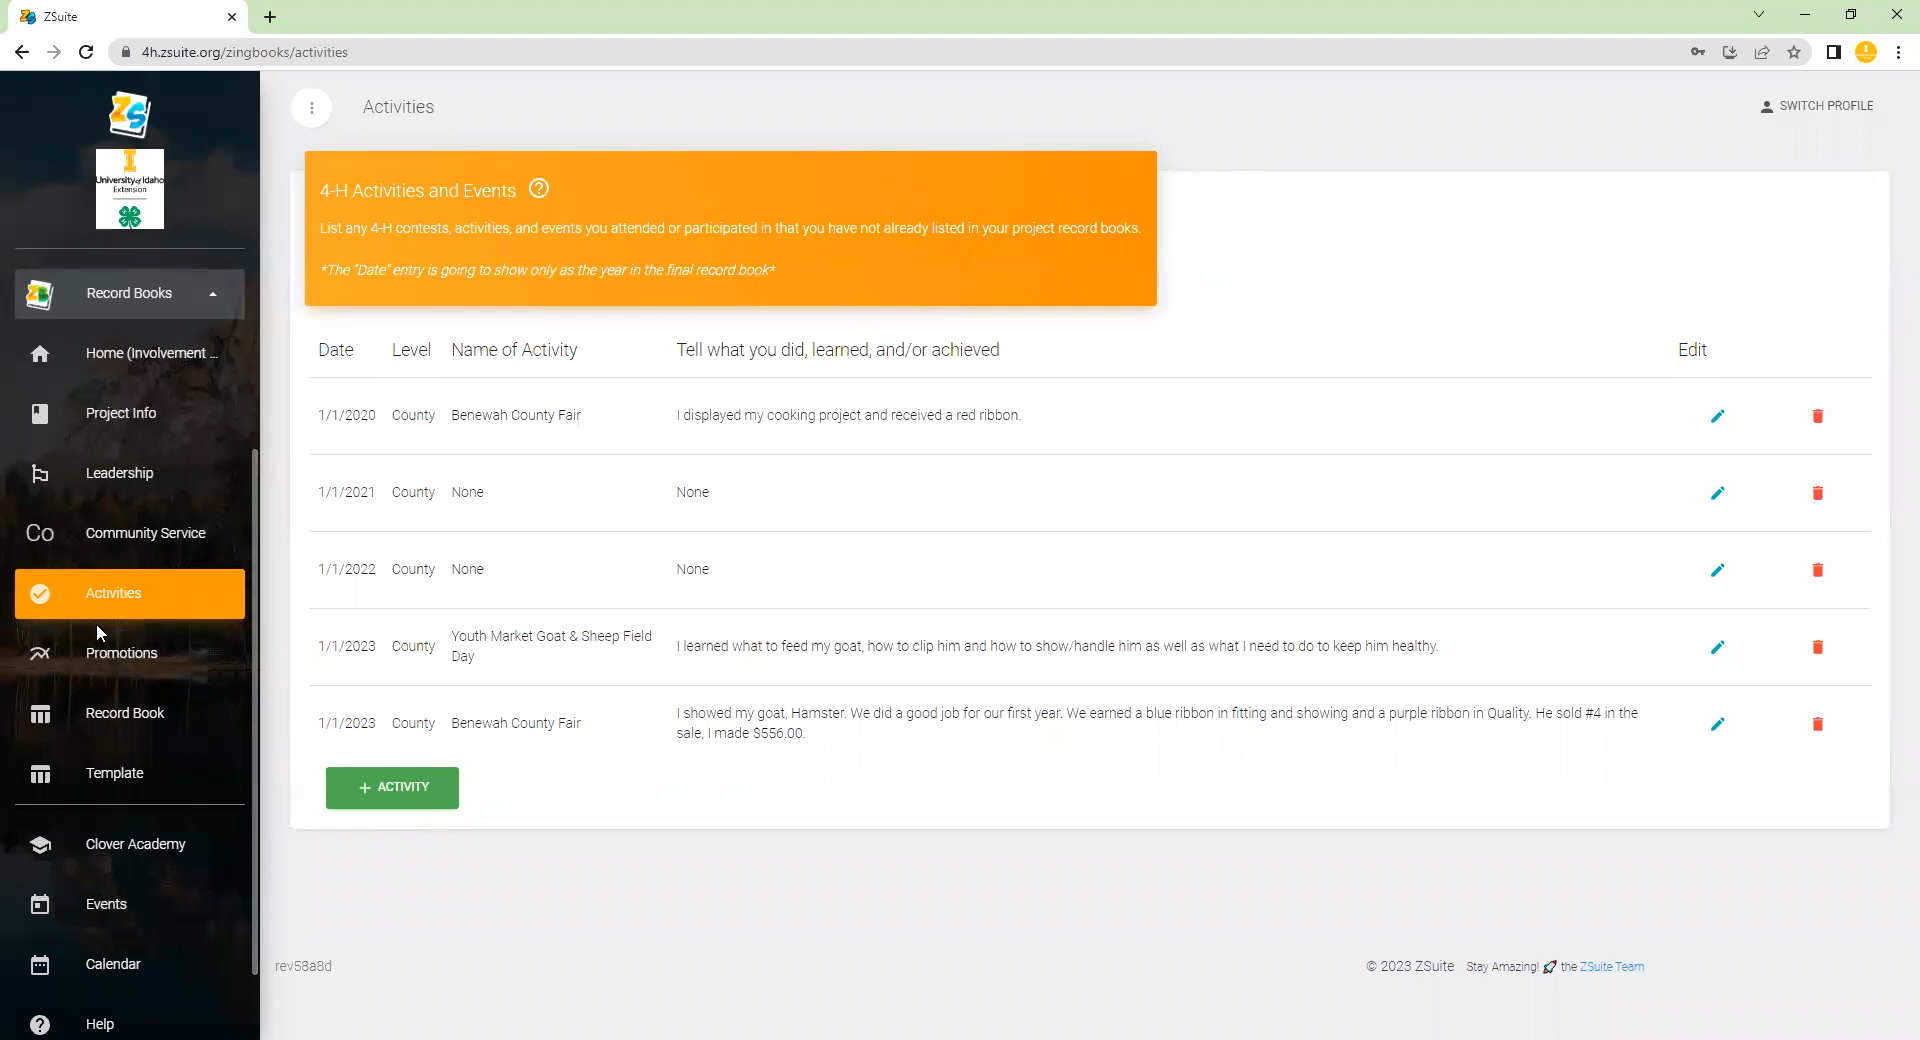 ZSuite
4h.zsuite.org/zingbooks/activities
University of Idaho
Extension
Record Books
Home (Involvement ...
Project Info
Leadership
Co Community Service
Activities
Promotions
Record Book
Template
Clover Academy
Events
Calendar
Help
Activities
SWITCH PROFILE
4-H Activities and Events
List any 4-H contests, activities, and events you attended or participated in that you have not already listed in your project record books.
*The "Date" entry is going to show only as the year in the final record book*
Date Level Name of Activity Tell what you did, learned, and/or achieved Edit
1/1/2020 County Benewah County Fair I displayed my cooking project and received a red ribbon.
1/1/2021 County None None
1/1/2022 County None None
1/1/2023 County Youth Market Goat & Sheep Field
Day
I learned what to feed my goat, how to clip him and how to show/handle him as well as what I need to do to keep him healthy.
1/1/2023 County Benewah County Fair
I showed my goat, Hamster. We did a good job for our first year. We earned a blue ribbon in fitting and showing and a purple ribbon in Quality. He sold #4 in the
sale, I made $556.00.
+ ACTIVITY
rev58a8d
© 2023 ZSuite Stay Amazing! 🚀 the ZSuite Team